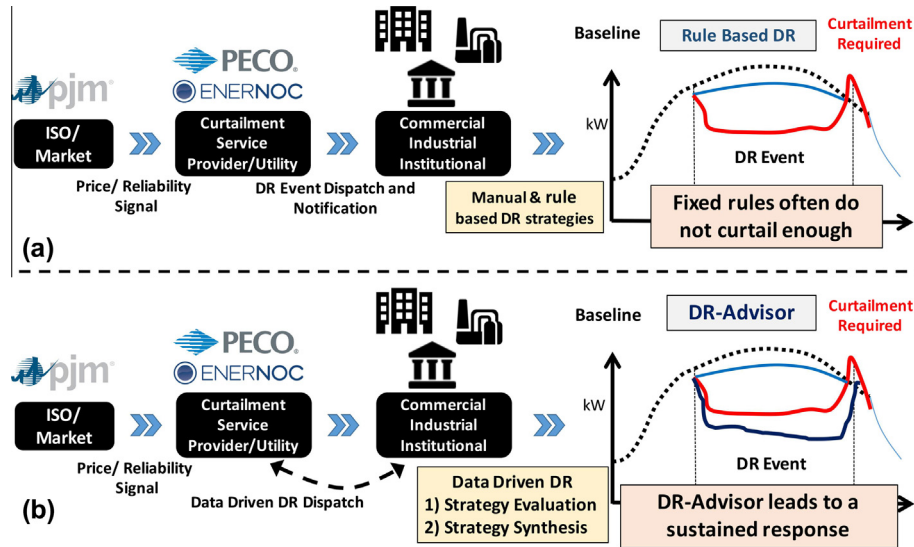 Baseline
Rule Based DR
Curtailment
Required
pjm®
PECO®
ENERNOC
ISO/
Market
Curtailment
Service
Provider/Utility
Commercial
Industrial
Institutional
kW
DR Event
Price/ Reliability
Signal
DR Event Dispatch and
Notification
Manual & rule
based DR strategies
Fixed rules often do
not curtail enough
(a)
Baseline
DR-Advisor
Curtailment
Required
pjm®
PECO®
ENERNOC
ISO/
Market
Curtailment
Service
Provider/Utility
Commercial
Industrial
Institutional
kW
DR Event
Price/ Reliability
Signal
Data Driven DR Dispatch
Data Driven DR
1) Strategy Evaluation
2) Strategy Synthesis
DR-Advisor leads to a
sustained response
(b)